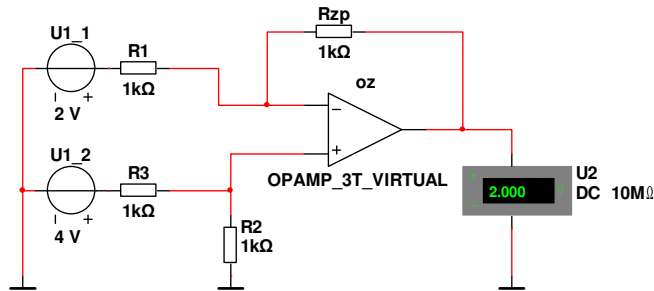 U1_1
2 V
R1
1kΩ
Rzp
1kΩ
oz
OPAMP_3T_VIRTUAL
U1_2
4 V
R3
1kΩ
R2
1kΩ
2.000 V
U2
DC 10MΩ